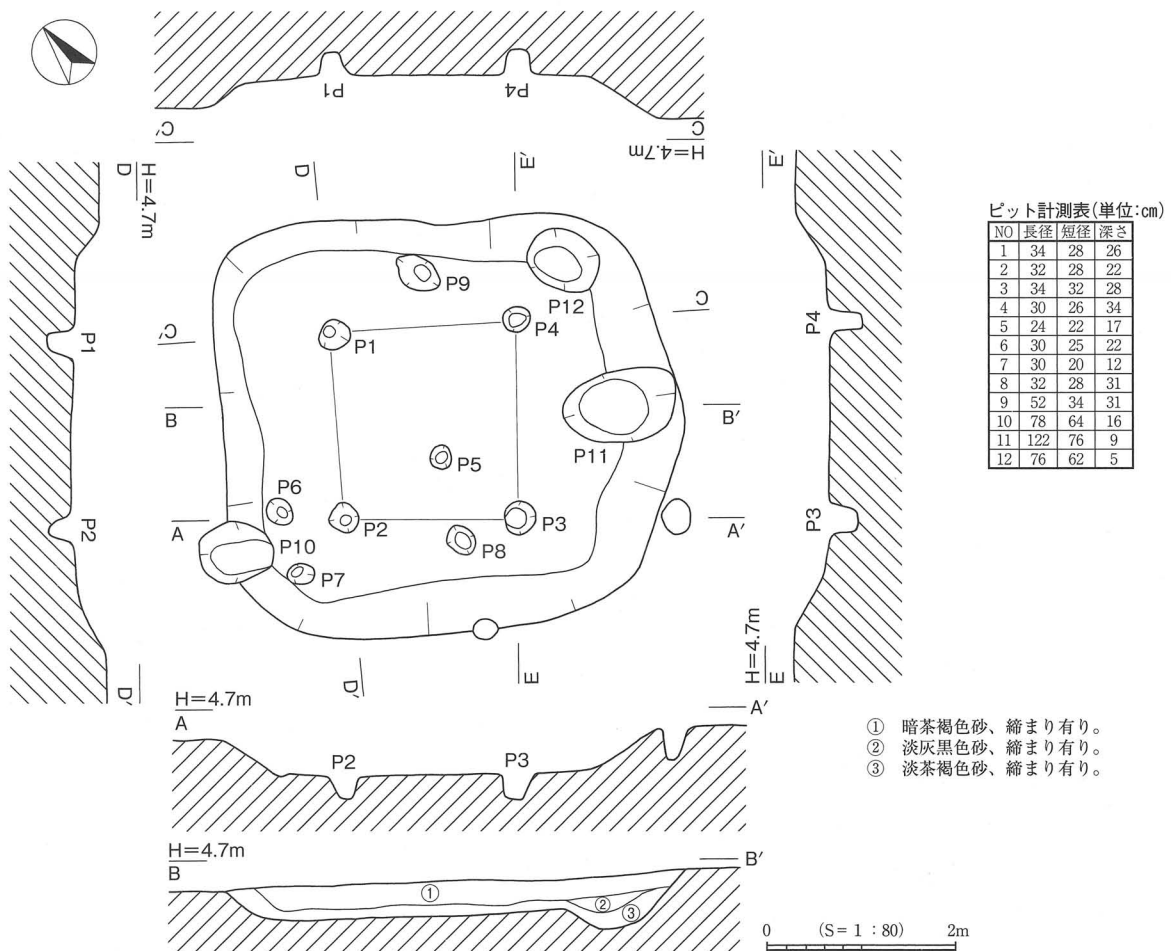 P1
P4
C′
C
H=4.7m
D
H=4.7m
D
E′
E′
ピット計測表(単位:cm)
NO 長径 短径 深さ
1 34 28 26
2 32 28 22
3 34 32 28
4 30 26 34
5 24 22 17
6 30 25 22
7 30 20 12
8 32 28 31
9 52 34 31
10 78 64 16
11 122 76 9
12 76 62 5
P9
P12
C
C′
P1
P4
P1
P4
B
B′
P11
P5
P6
A
P2
P3
A′
P2
P3
P8
P10
P7
D′
D′
E
H=4.7m
E
H=4.7m
A
A′
P2
P3
① 暗茶褐色砂、締まり有り。
② 淡灰黒色砂、締まり有り。
③ 淡茶褐色砂、締まり有り。
H=4.7m
B
B′
①
②
③
0 (S=1:80) 2m